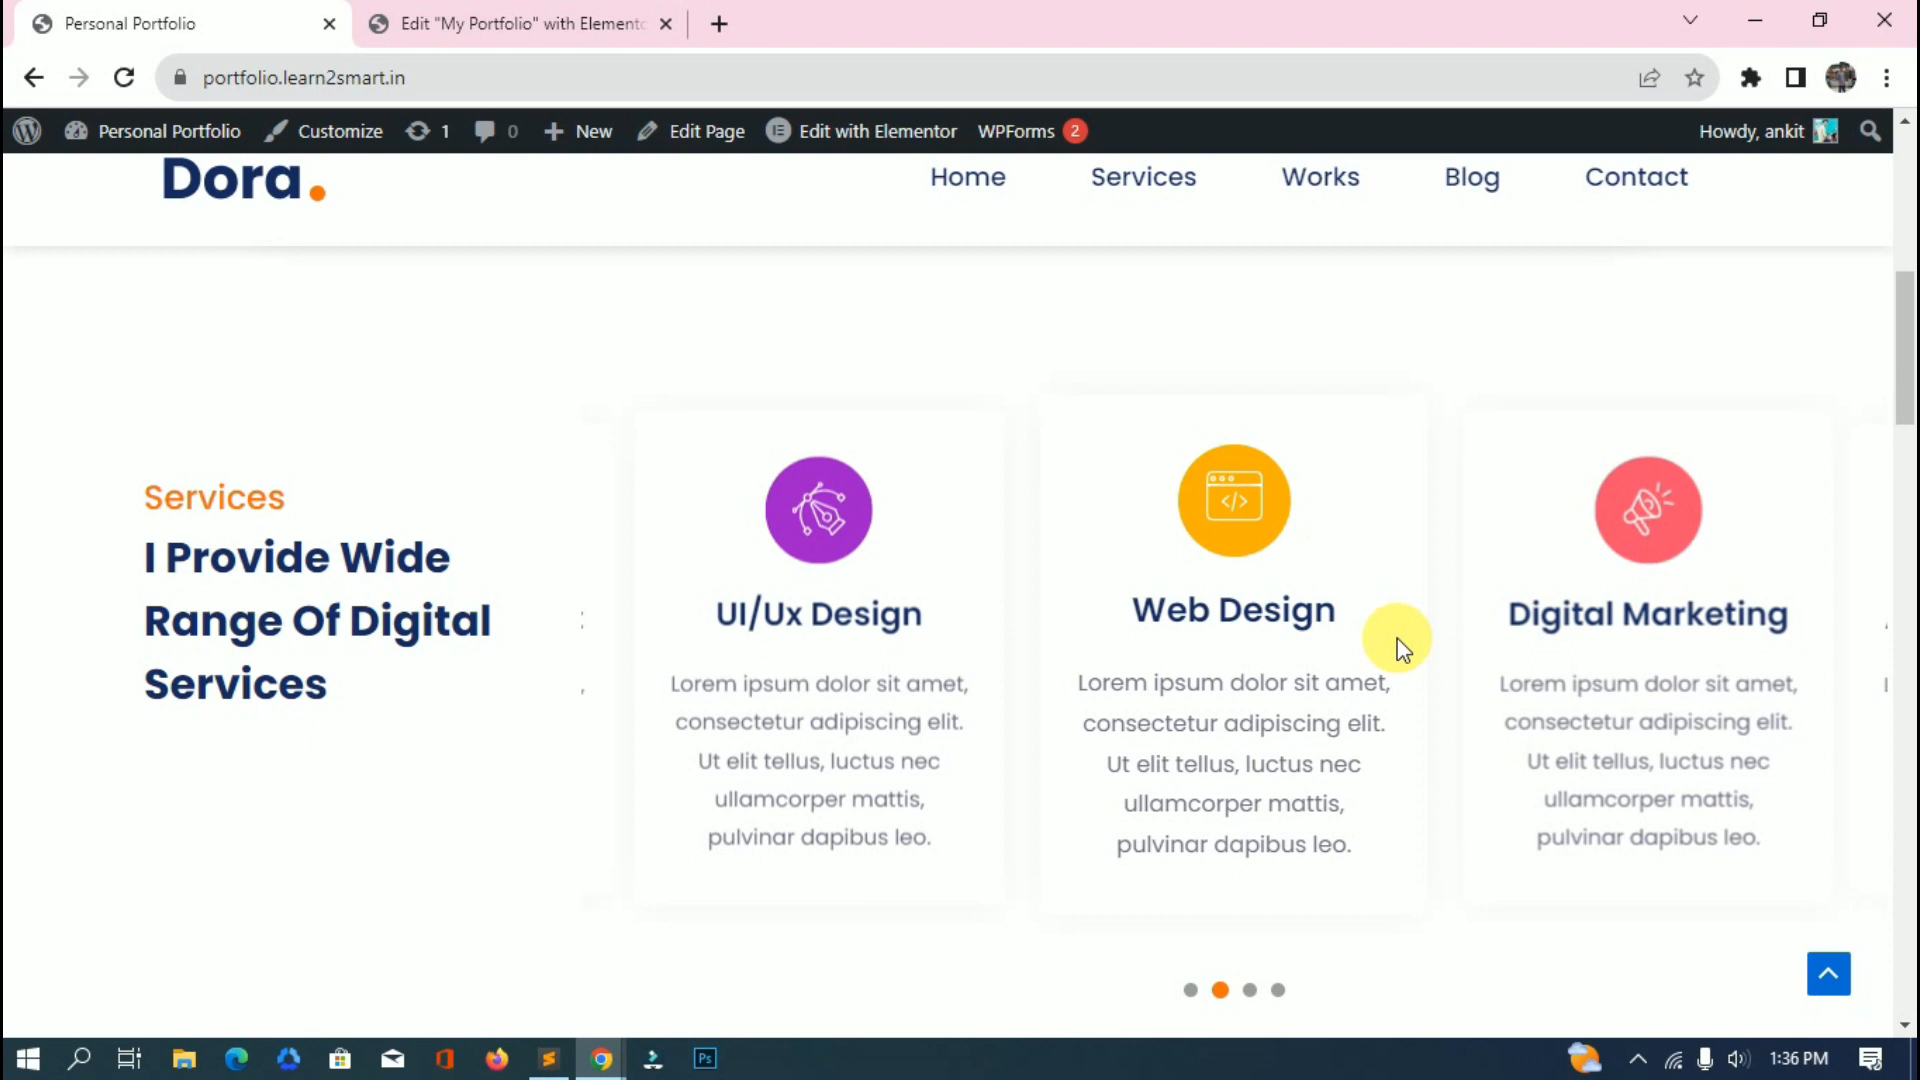 Personal Portfolio
Edit "My Portfolio" with Elemento
portfolio.learn2smart.in
Personal Portfolio
Customize
1
0
New
Edit Page
Edit with Elementor
WPForms 2
Howdy, ankit
Dora.
Home
Services
Works
Blog
Contact
Services
I Provide Wide
Range Of Digital
Services
UI/Ux Design
Lorem ipsum dolor sit amet,
consectetur adipiscing elit.
Ut elit tellus, luctus nec
ullamcorper mattis,
pulvinar dapibus leo.
Web Design
Lorem ipsum dolor sit amet,
consectetur adipiscing elit.
Ut elit tellus, luctus nec
ullamcorper mattis,
pulvinar dapibus leo.
Digital Marketing
Lorem ipsum dolor sit amet,
consectetur adipiscing elit.
Ut elit tellus, luctus nec
ullamcorper mattis,
pulvinar dapibus leo.
Ps
1:36 PM